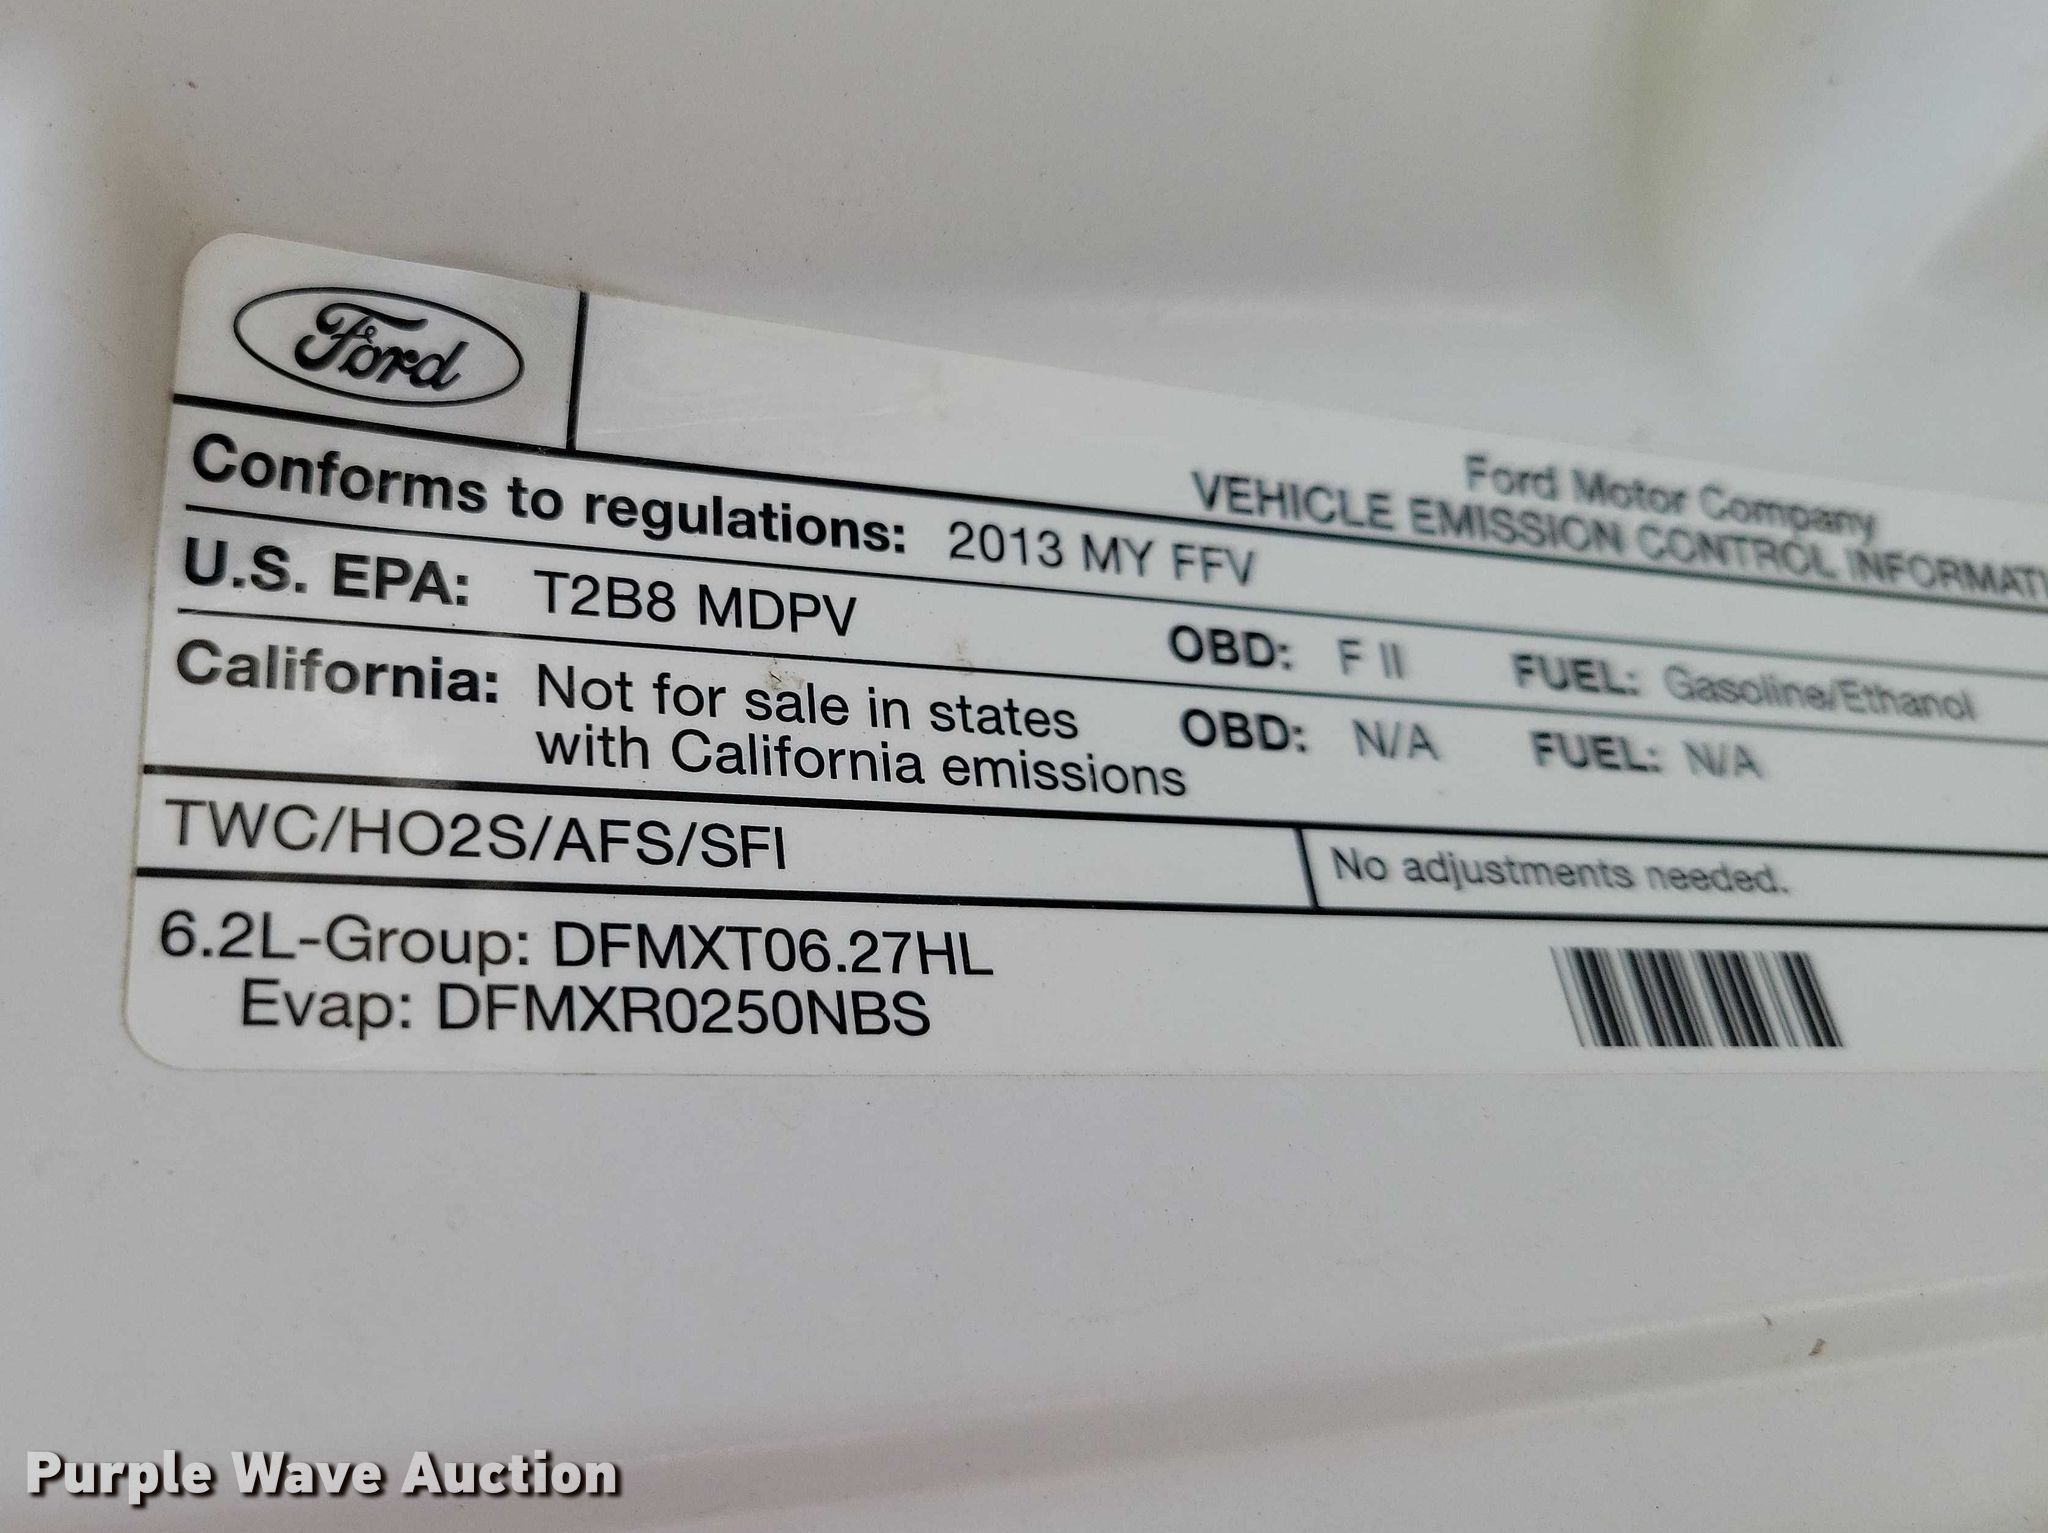 Ford
Ford Motor Company
VEHICLE EMISSION CONTROL INFORMATI
Conforms to regulations: 2013 MY FFV
U.S. EPA: T2B8 MDPV OBD: F II FUEL: Gasoline/Ethanol
California: Not for sale in states OBD: N/A FUEL: N/A
with California emissions
TWC/HO2S/AFS/SFI No adjustments needed.
6.2L-Group: DFMXT06.27HL
Evap: DFMXR0250NBS
Purple Wave Auction